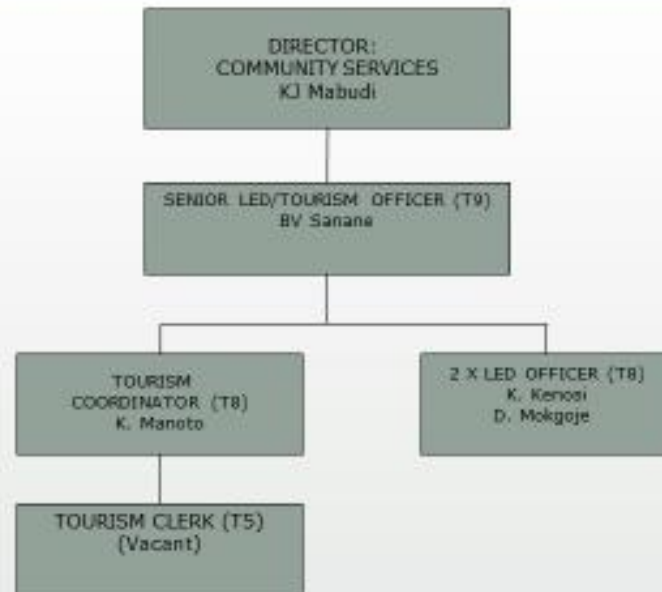 DIRECTOR:
COMMUNITY SERVICES
KJ Mabudi
SENIOR LED/TOURISM OFFICER (T9)
BV Sanane
TOURISM
COORDINATOR (T8)
K. Manoto
2 X LED OFFICER (T8)
K. Kenosi
D. Mokgoje
TOURISM CLERK (T5)
(Vacant)